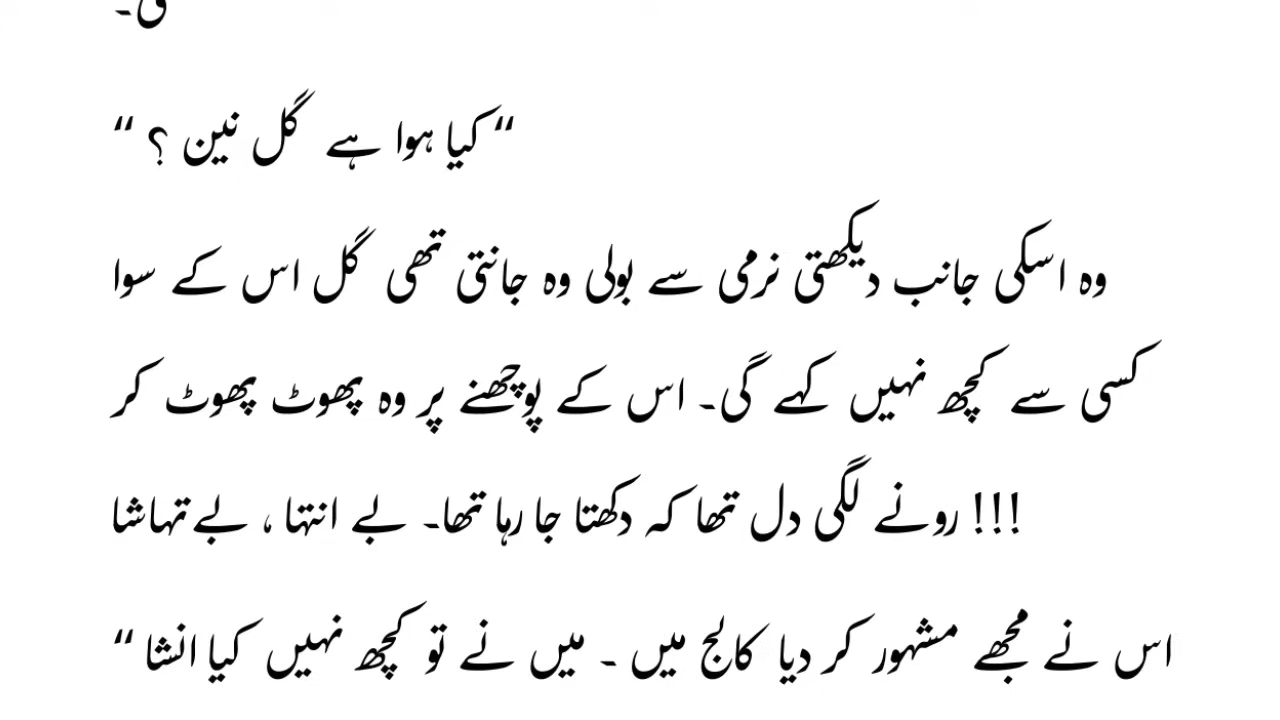 “ کیا ہوا ہے گل نین ؟ “
وہ اسکی جانب دیکھتی نرمی سے بولی وہ جانتی تھی گل اس کے سوا
کسی سے کچھ نہیں کہے گی۔ اس کے پوچھنے پر وہ پھوٹ پھوٹ کر
!!! رونے لگی دل تھا کہ دکھتا جا رہا تھا۔ بے انتہا ، بے تہاشا
اس نے مجھے مشہور کر دیا کالج میں ۔ میں نے تو کچھ نہیں کیا انشا “